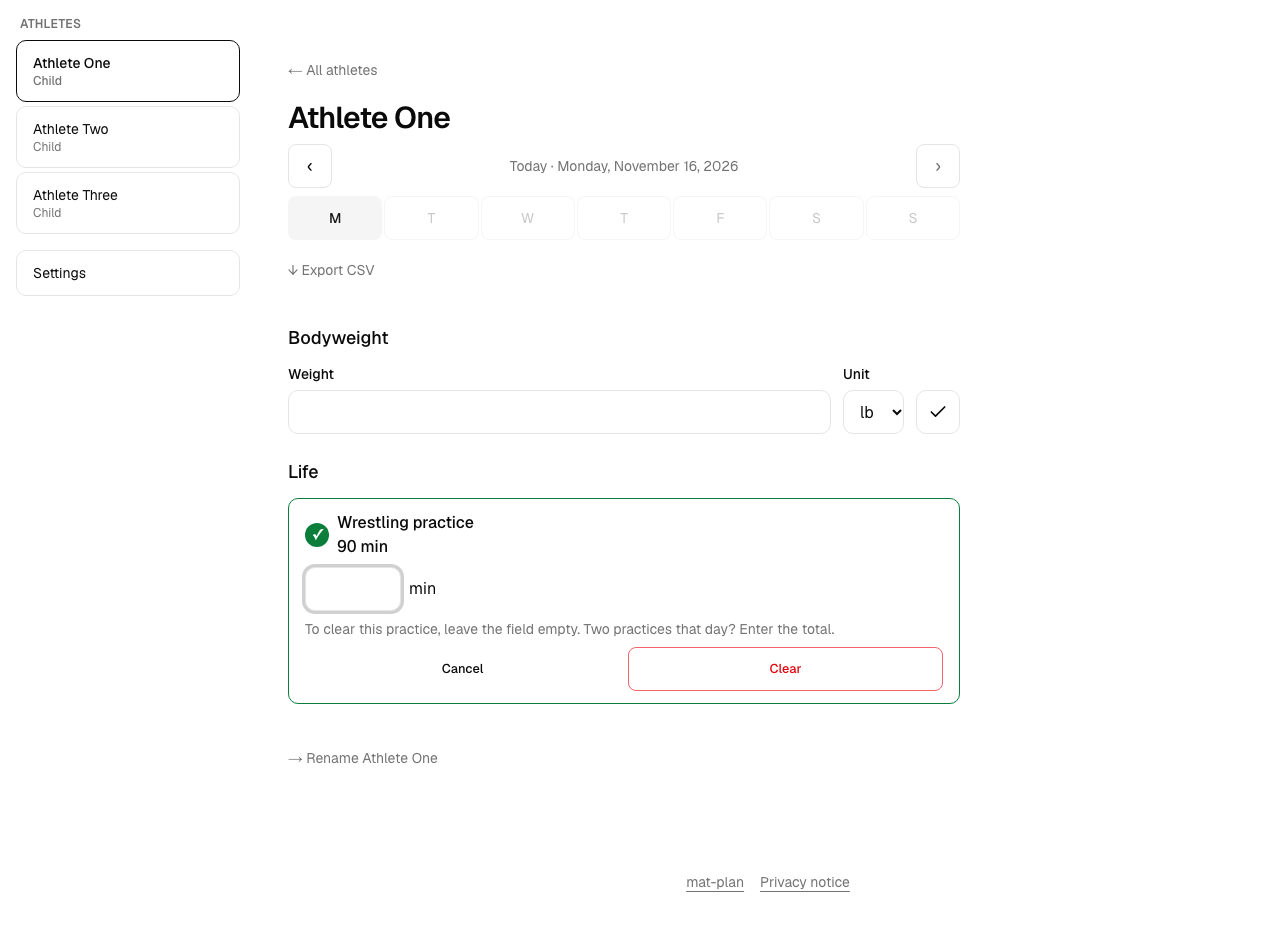 ATHLETES
Athlete One
Child
Athlete Two
Child
Athlete Three
Child
Settings
← All athletes
Athlete One
‹
Today · Monday, November 16, 2026
›
M T W T F S S
↓ Export CSV
Bodyweight
Weight
Unit
lb
Life
Wrestling practice
90 min
min
To clear this practice, leave the field empty. Two practices that day? Enter the total.
Cancel
Clear
→ Rename Athlete One
mat-plan
Privacy notice